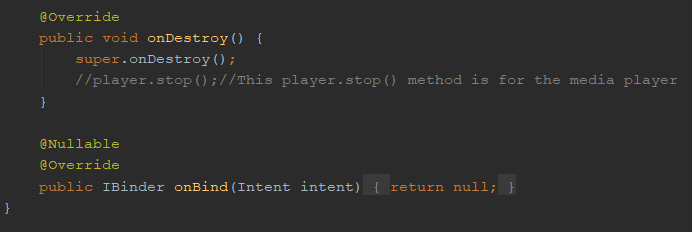 @Override
public void onDestroy() {
super.onDestroy();
//player.stop();//This player.stop() method is for the media player
}
@Nullable
@Override
public IBinder onBind(Intent intent) { return null; }
}